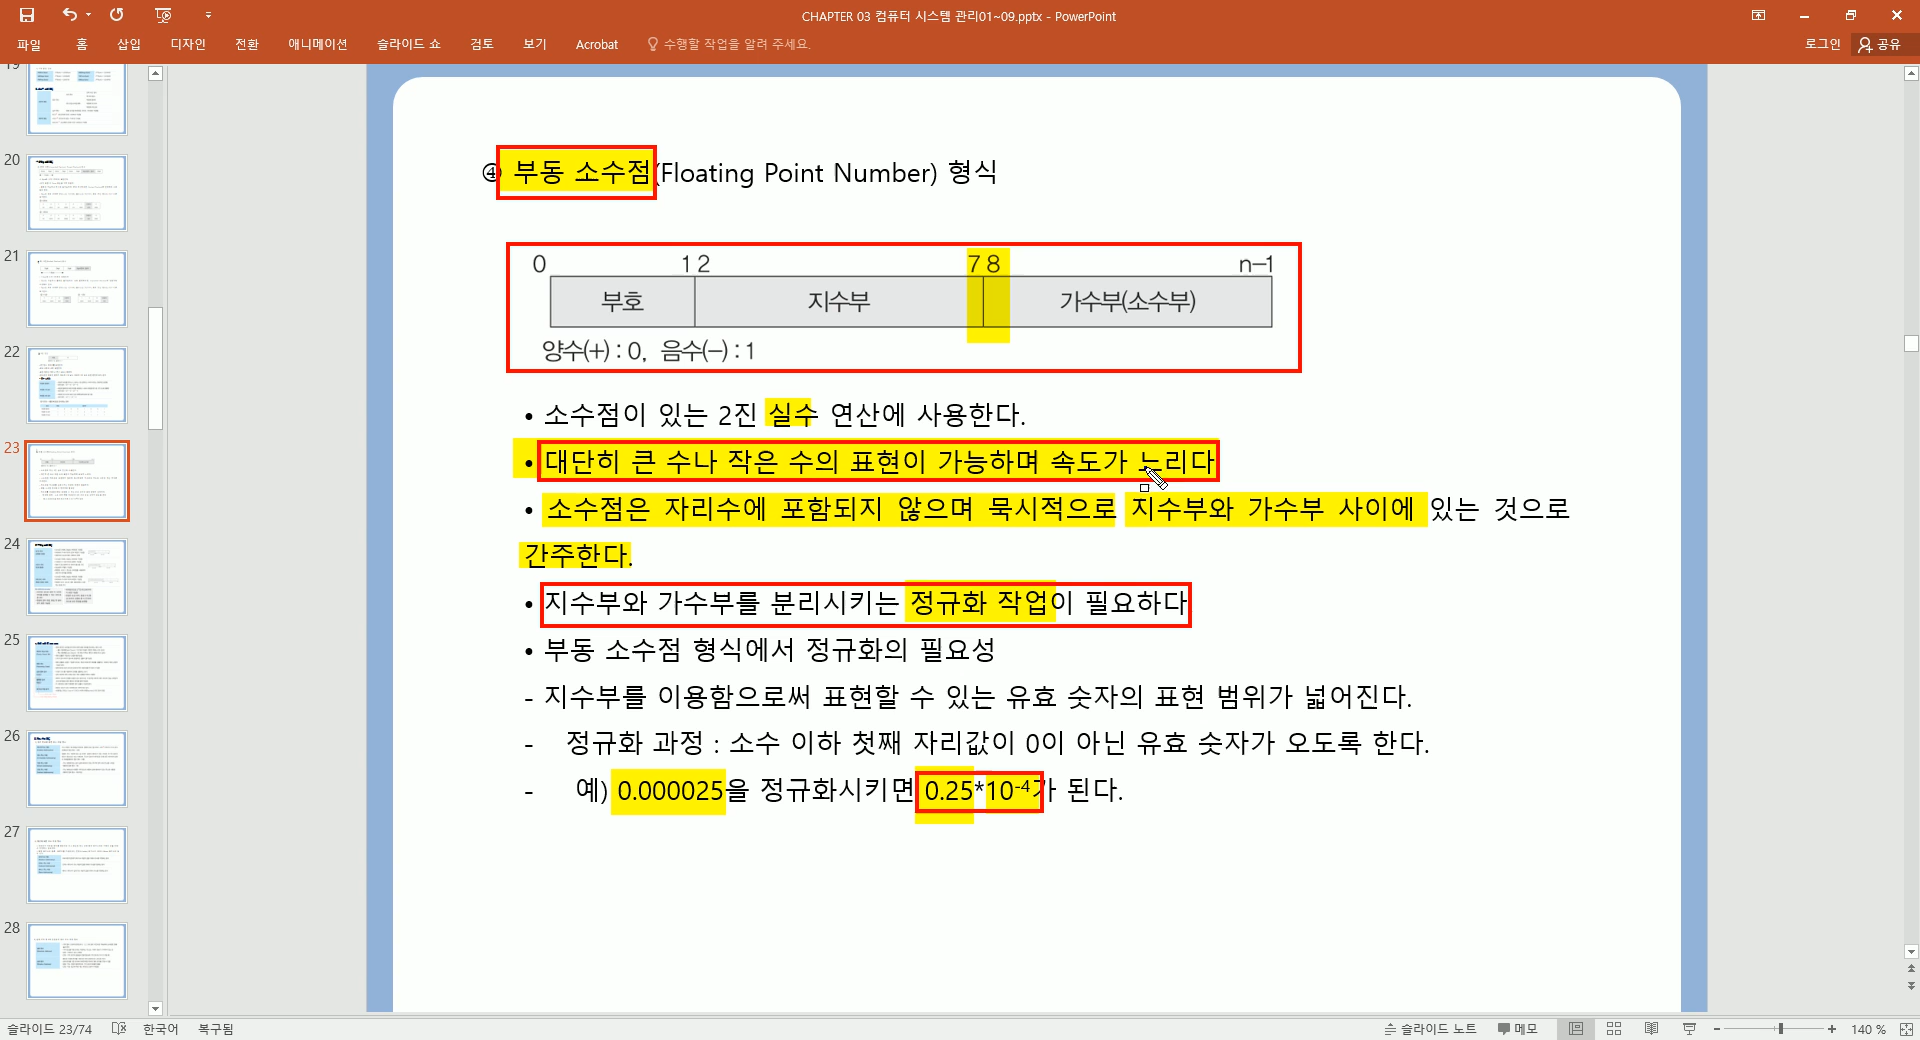 CHAPTER 03 컴퓨터 시스템 관리01~09.pptx - PowerPoint
파일 홈 삽입 디자인 전환 애니메이션 슬라이드 쇼 검토 보기 Acrobat 수행할 작업을 알려 주세요. 로그인 공유
19
20
21
22
23
24
25
26
27
28
④ 부동 소수점(Floating Point Number) 형식
0 1 2 7 8 n-1
부호 지수부 가수부(소수부)
양수(+) : 0, 음수(-) : 1
• 소수점이 있는 2진 실수 연산에 사용한다.
• 대단히 큰 수나 작은 수의 표현이 가능하며 속도가 느리다
• 소수점은 자리수에 포함되지 않으며 묵시적으로 지수부와 가수부 사이에 있는 것으로
간주한다.
• 지수부와 가수부를 분리시키는 정규화 작업이 필요하다
• 부동 소수점 형식에서 정규화의 필요성
- 지수부를 이용함으로써 표현할 수 있는 유효 숫자의 표현 범위가 넓어진다.
- 정규화 과정 : 소수 이하 첫째 자리값이 0이 아닌 유효 숫자가 오도록 한다.
- 예) 0.000025을 정규화시키면 0.25*10⁻⁴가 된다.
슬라이드 23/74 한국어 복구됨 슬라이드 노트 메모 140 %